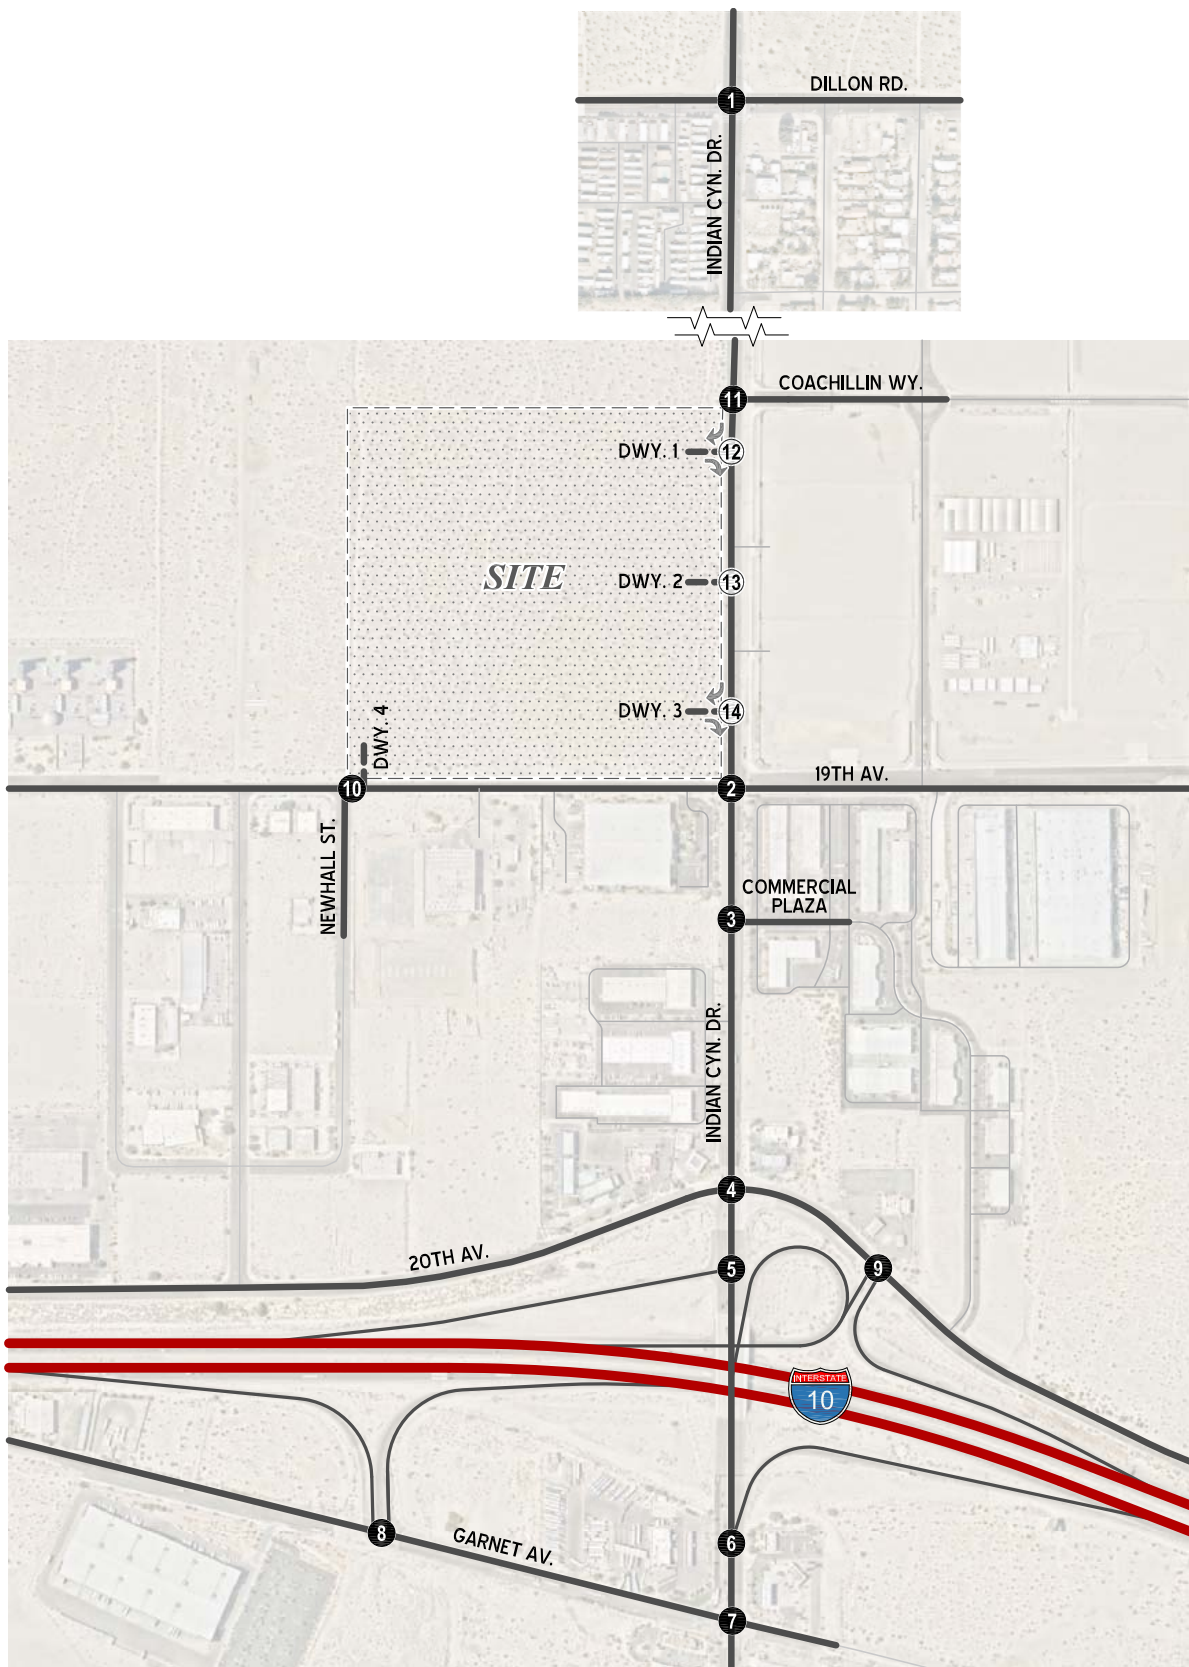 DILLON RD.
1
INDIAN CYN. DR.
COACHILLIN WY.
11
DWY. 1
12
SITE
DWY. 2
13
DWY. 3
14
DWY. 4
10
2
19TH AV.
NEWHALL ST.
COMMERCIAL
PLAZA
3
INDIAN CYN. DR.
4
20TH AV.
5
9
INTERSTATE
10
8
GARNET AV.
6
7